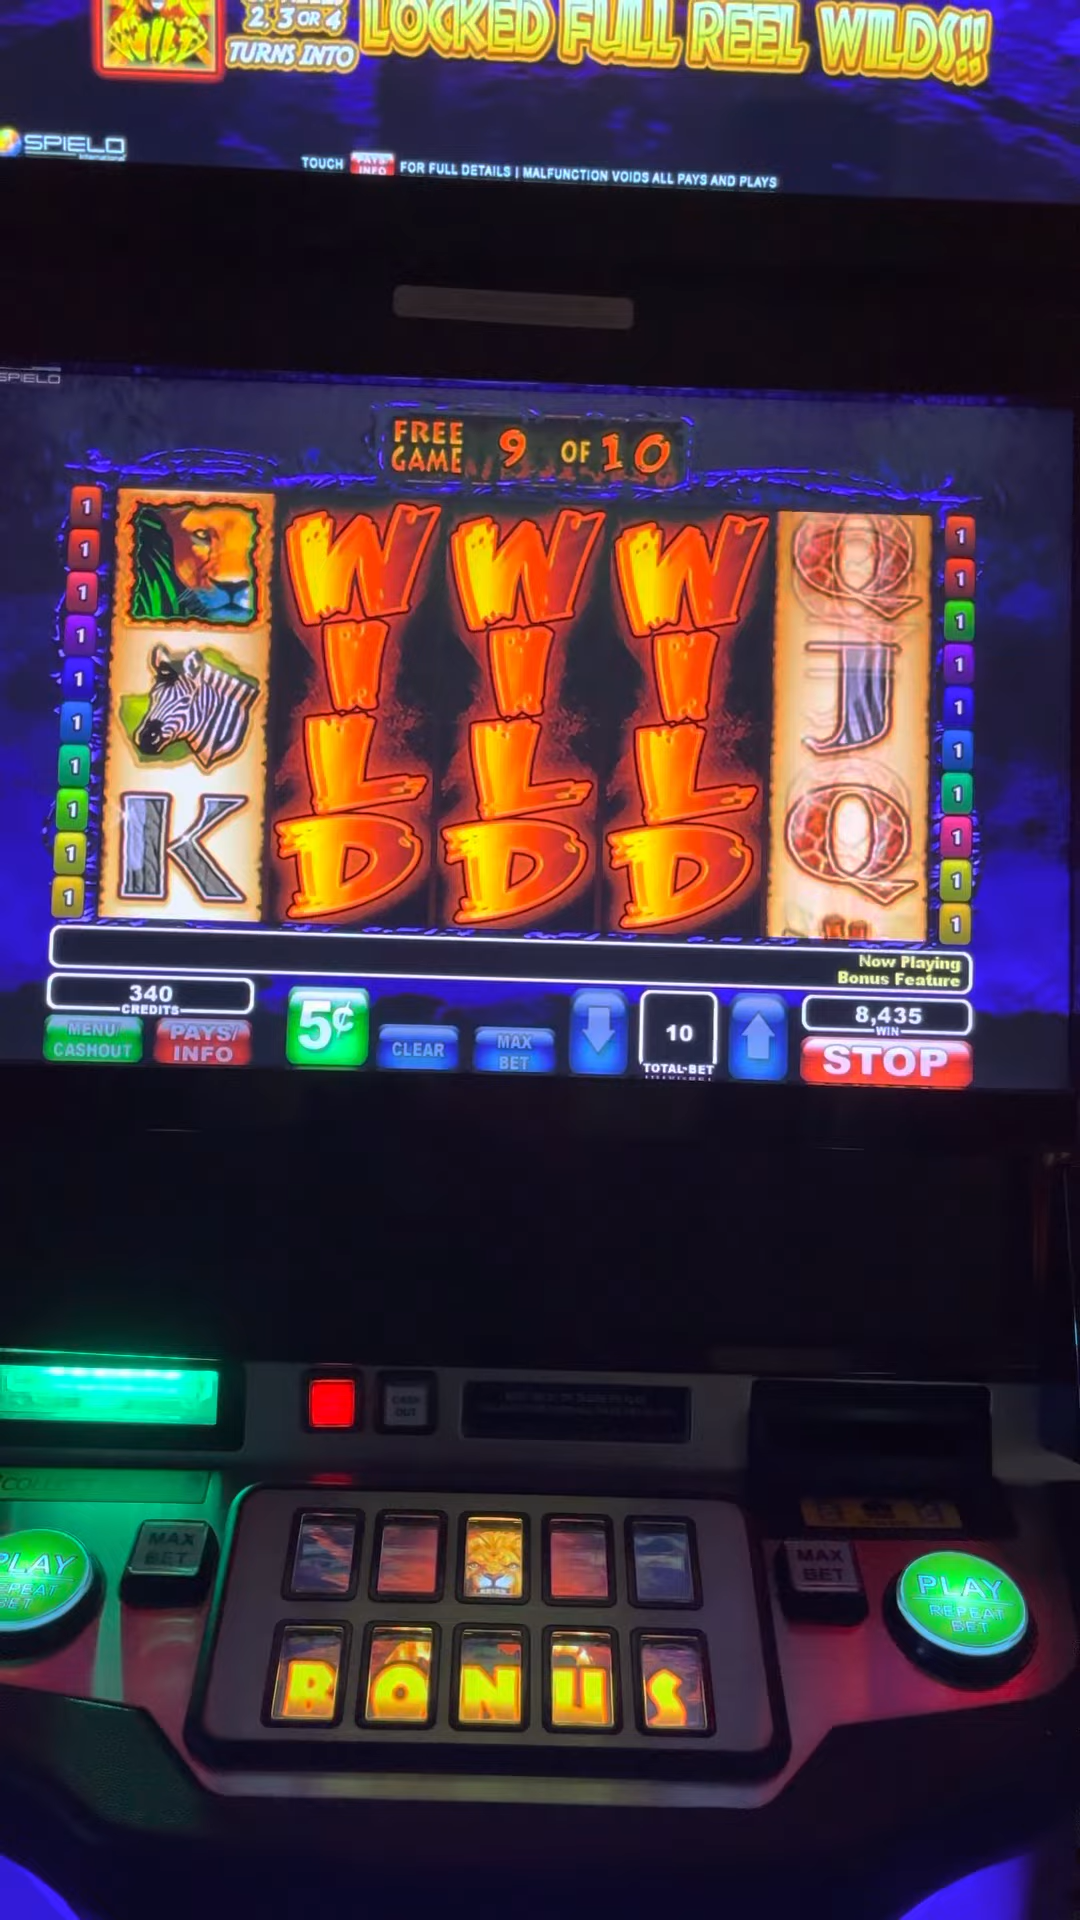 2, 3 OR 4
TURNS INTO
LOCKED FULL REEL WILDS!!
WILD
SPIELO
International
TOUCH PAYS/INFO FOR FULL DETAILS | MALFUNCTION VOIDS ALL PAYS AND PLAYS
SPIELO
FREE GAME 9 OF 10
1
1
1
1
1
1
1
1
1
1
WILD
WILD
WILD
Q
J
K
Q
1
1
1
1
1
1
1
1
1
1
Now Playing
Bonus Feature
340
CREDITS
MENU/
CASHOUT
PAYS/
INFO
5¢
CLEAR
MAX
BET
10
TOTAL-BET
8,435
WIN
STOP
CASH
OUT
PLAY
REPEAT
BET
MAX
BET
MAX
BET
PLAY
REPEAT
BET
BONUS